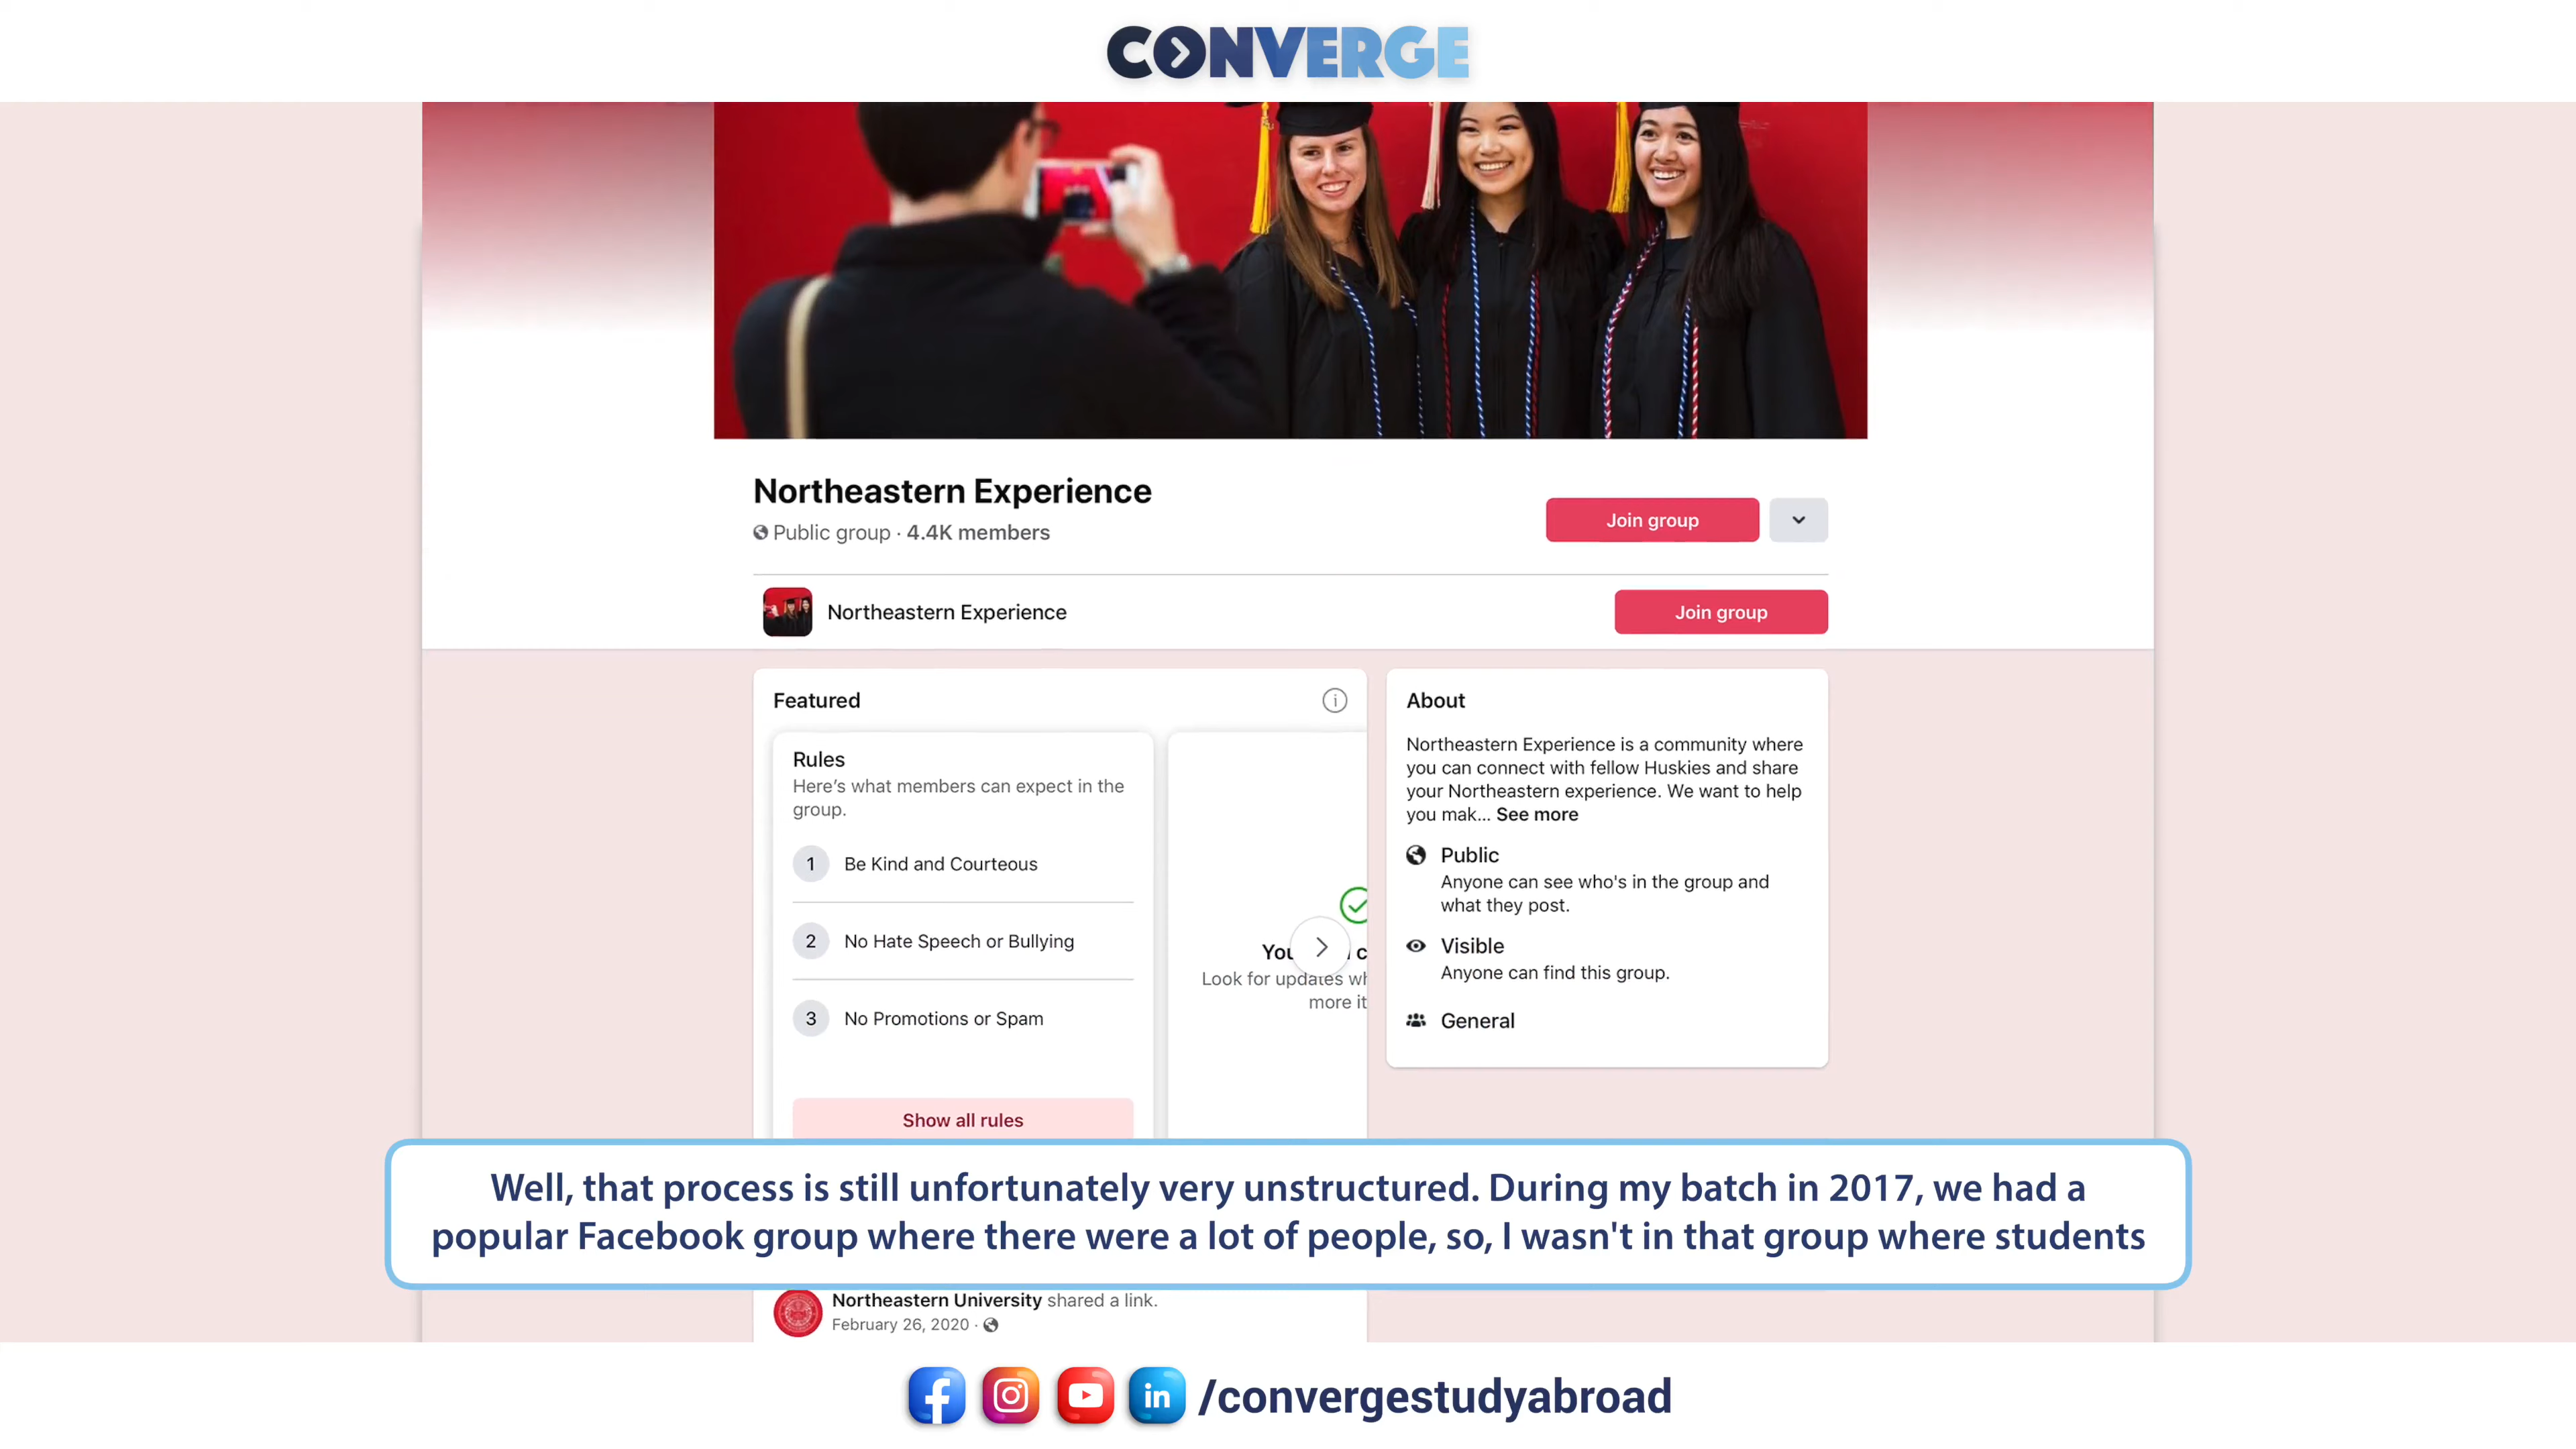 CONVERGE
Northeastern Experience
Public group · 4.4K members
Join group
Northeastern Experience
Join group
Featured
Rules
Here's what members can expect in the
group.
1 Be Kind and Courteous
2 No Hate Speech or Bullying
3 No Promotions or Spam
Show all rules
Look for updates
more it
About
Northeastern Experience is a community where
you can connect with fellow Huskies and share
your Northeastern experience. We want to help
you mak... See more
Public
Anyone can see who's in the group and
what they post.
Visible
Anyone can find this group.
General
Well, that process is still unfortunately very unstructured. During my batch in 2017, we had a
popular Facebook group where there were a lot of people, so, I wasn't in that group where students
Northeastern University shared a link.
February 26, 2020 ·
/convergestudyabroad